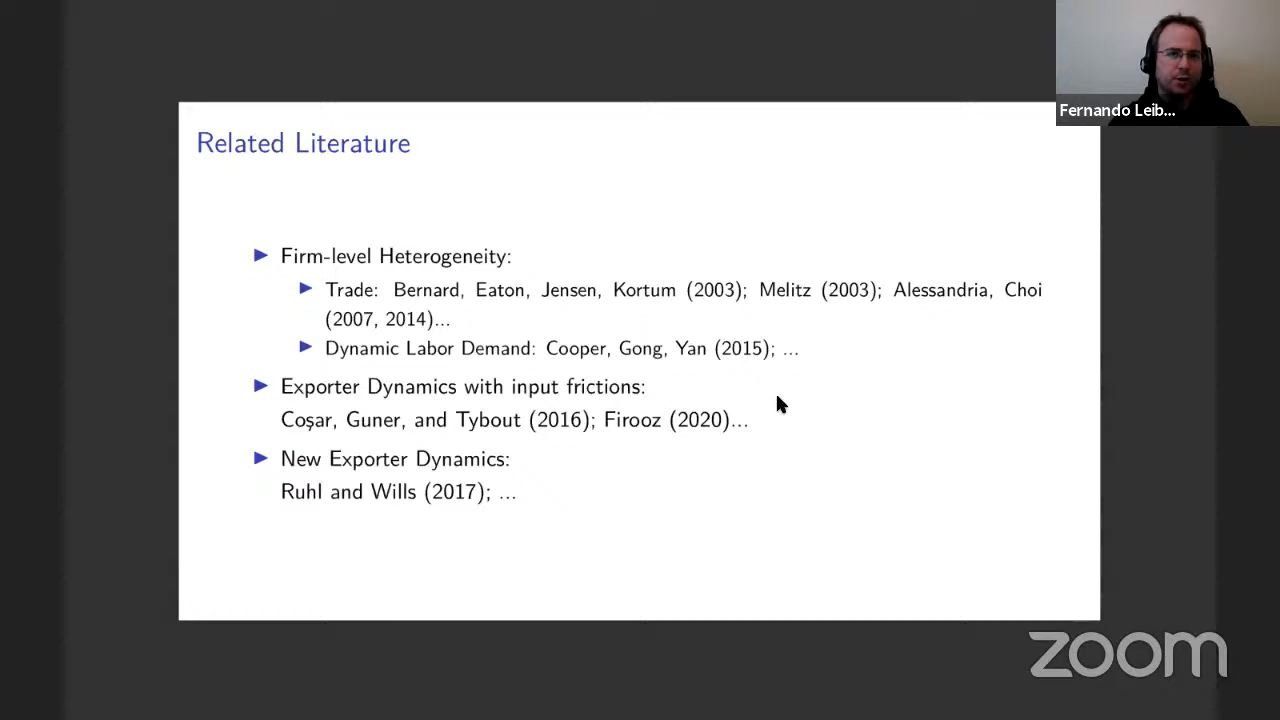 Fernando Leib...
Related Literature
Firm-level Heterogeneity:
Trade: Bernard, Eaton, Jensen, Kortum (2003); Melitz (2003); Alessandria, Choi
(2007, 2014)...
Dynamic Labor Demand: Cooper, Gong, Yan (2015); ...
Exporter Dynamics with input frictions:
Coşar, Guner, and Tybout (2016); Firooz (2020)...
New Exporter Dynamics:
Ruhl and Wills (2017); ...
zoom